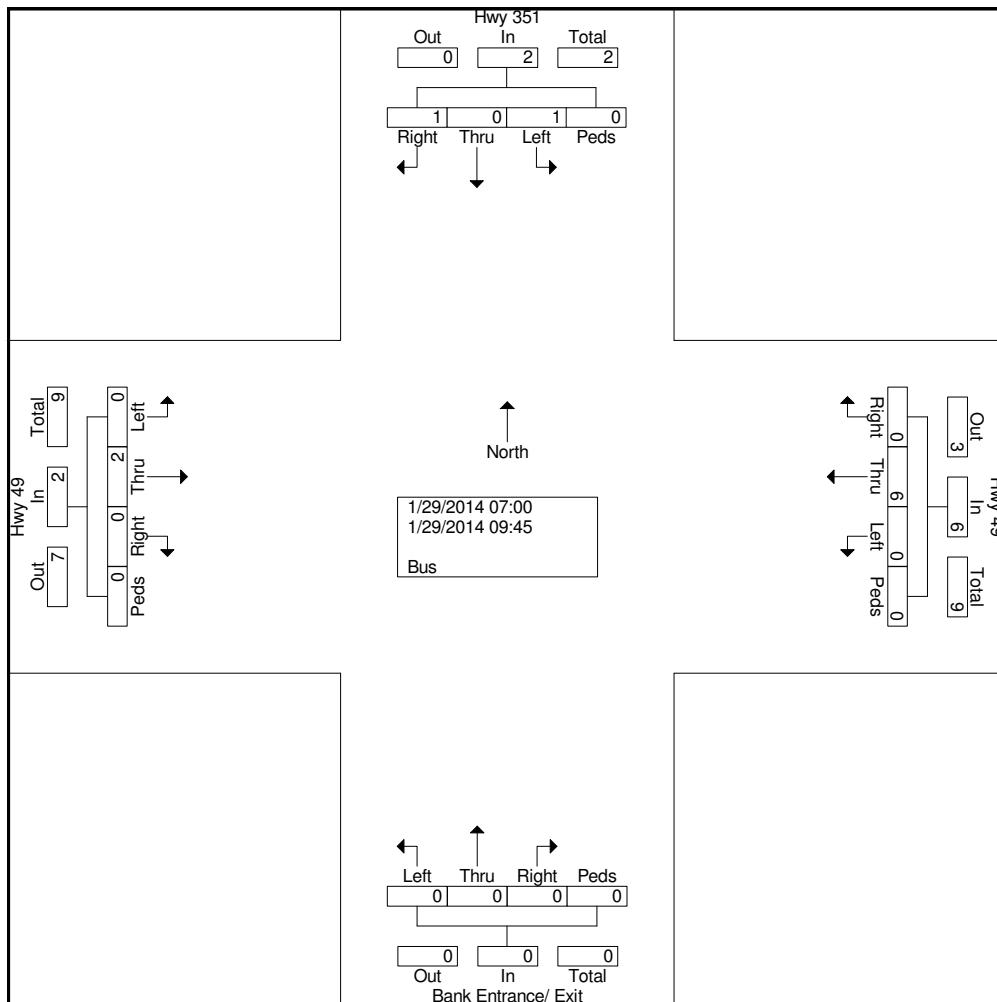 Hwy 351
Out In Total
0 2 2
1 0 1 0
Right Thru Left Peds
Hwy 49
Total In Out
9 2 7
0 2 0 0
Left Thru Right Peds
North
1/29/2014 07:00
1/29/2014 09:45
Bus
Right Thru Left Peds
0 6 0 0
Out In Total
3 6 9
Hwy 49
Left Thru Right Peds
0 0 0 0
0 0 0
Out In Total
Bank Entrance/ Exit